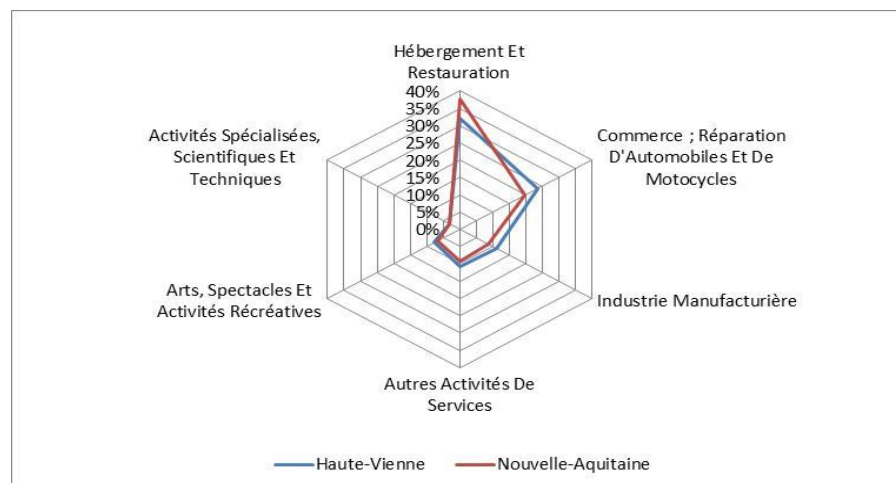 Hébergement Et
Restauration
40%
35%
30%
25%
20%
15%
10%
5%
0%
Activités Spécialisées,
Scientifiques Et
Techniques
Commerce ; Réparation
D'Automobiles Et De
Motocycles
Arts, Spectacles Et
Activités Récréatives
Industrie Manufacturière
Autres Activités De
Services
Haute-Vienne
Nouvelle-Aquitaine